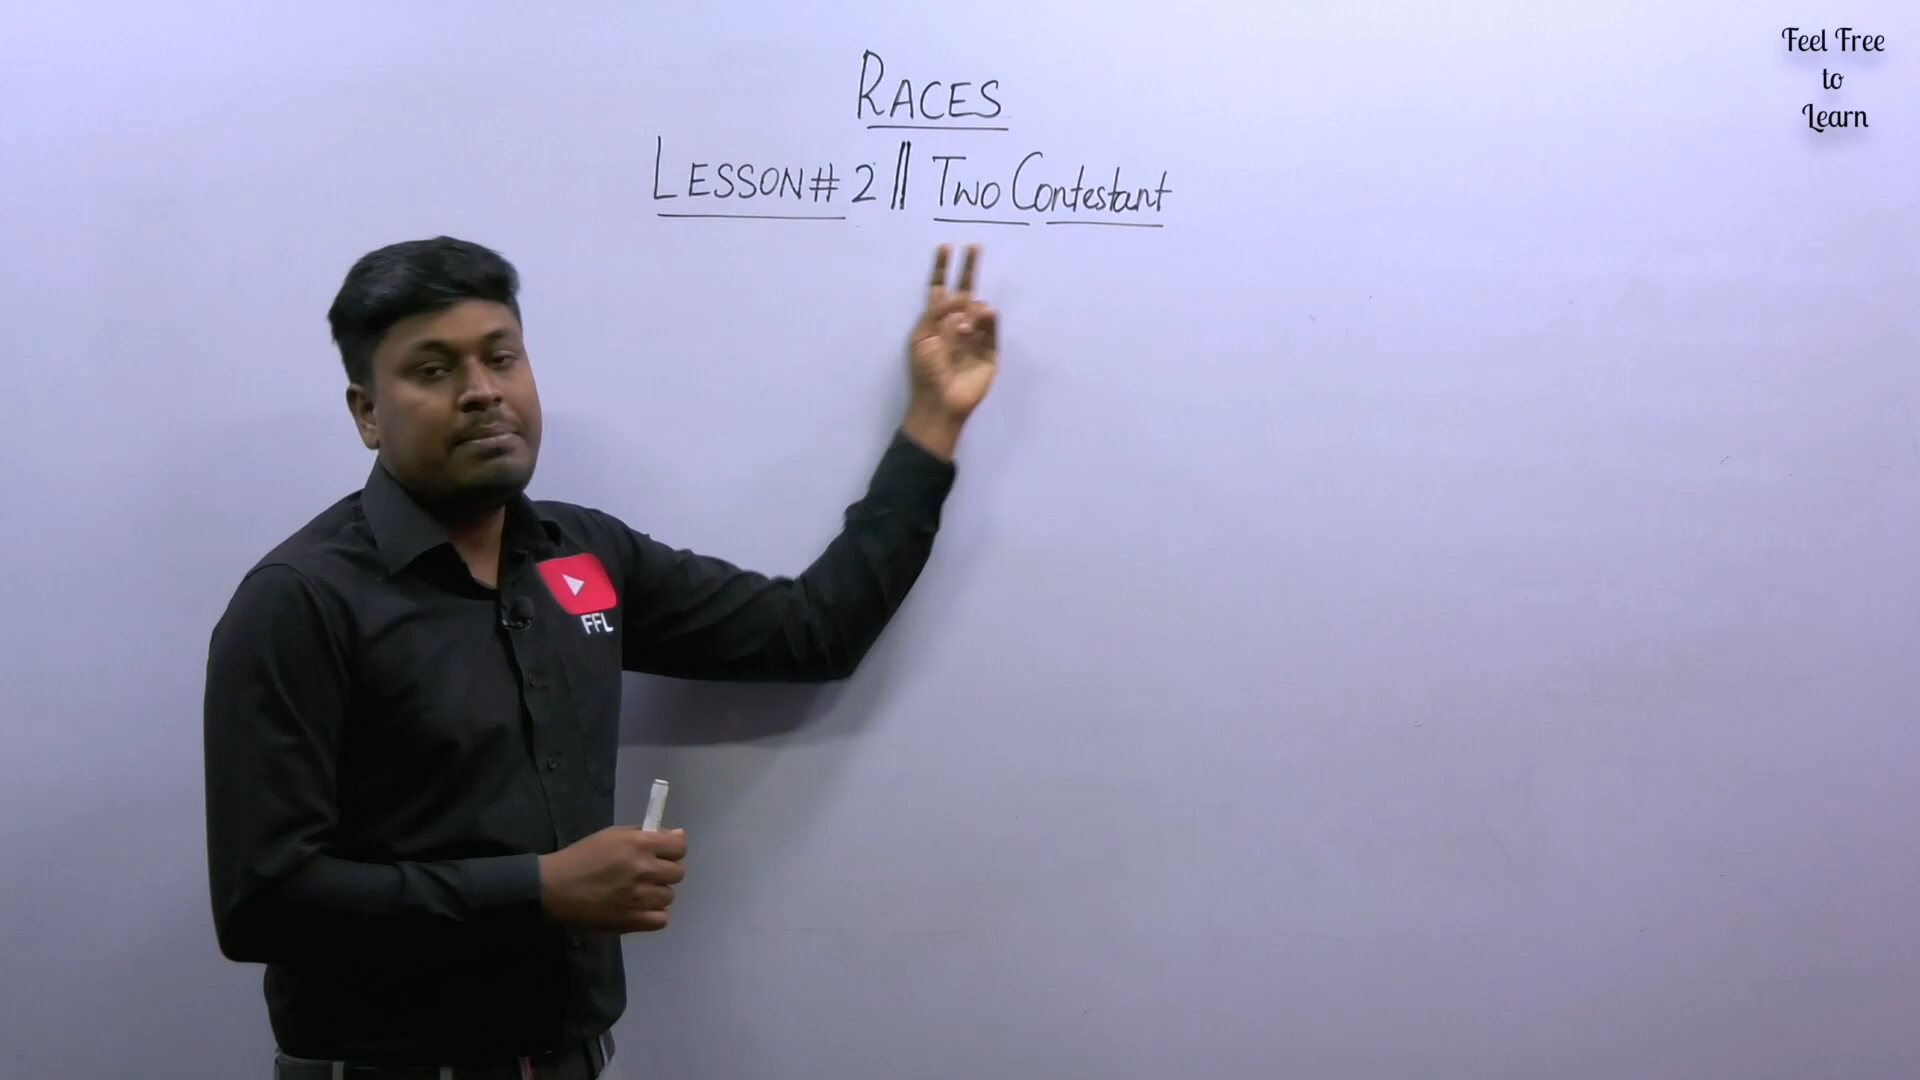 RACES
LESSON# 2 || Two Contestant
Feel Free
to
Learn
FFL